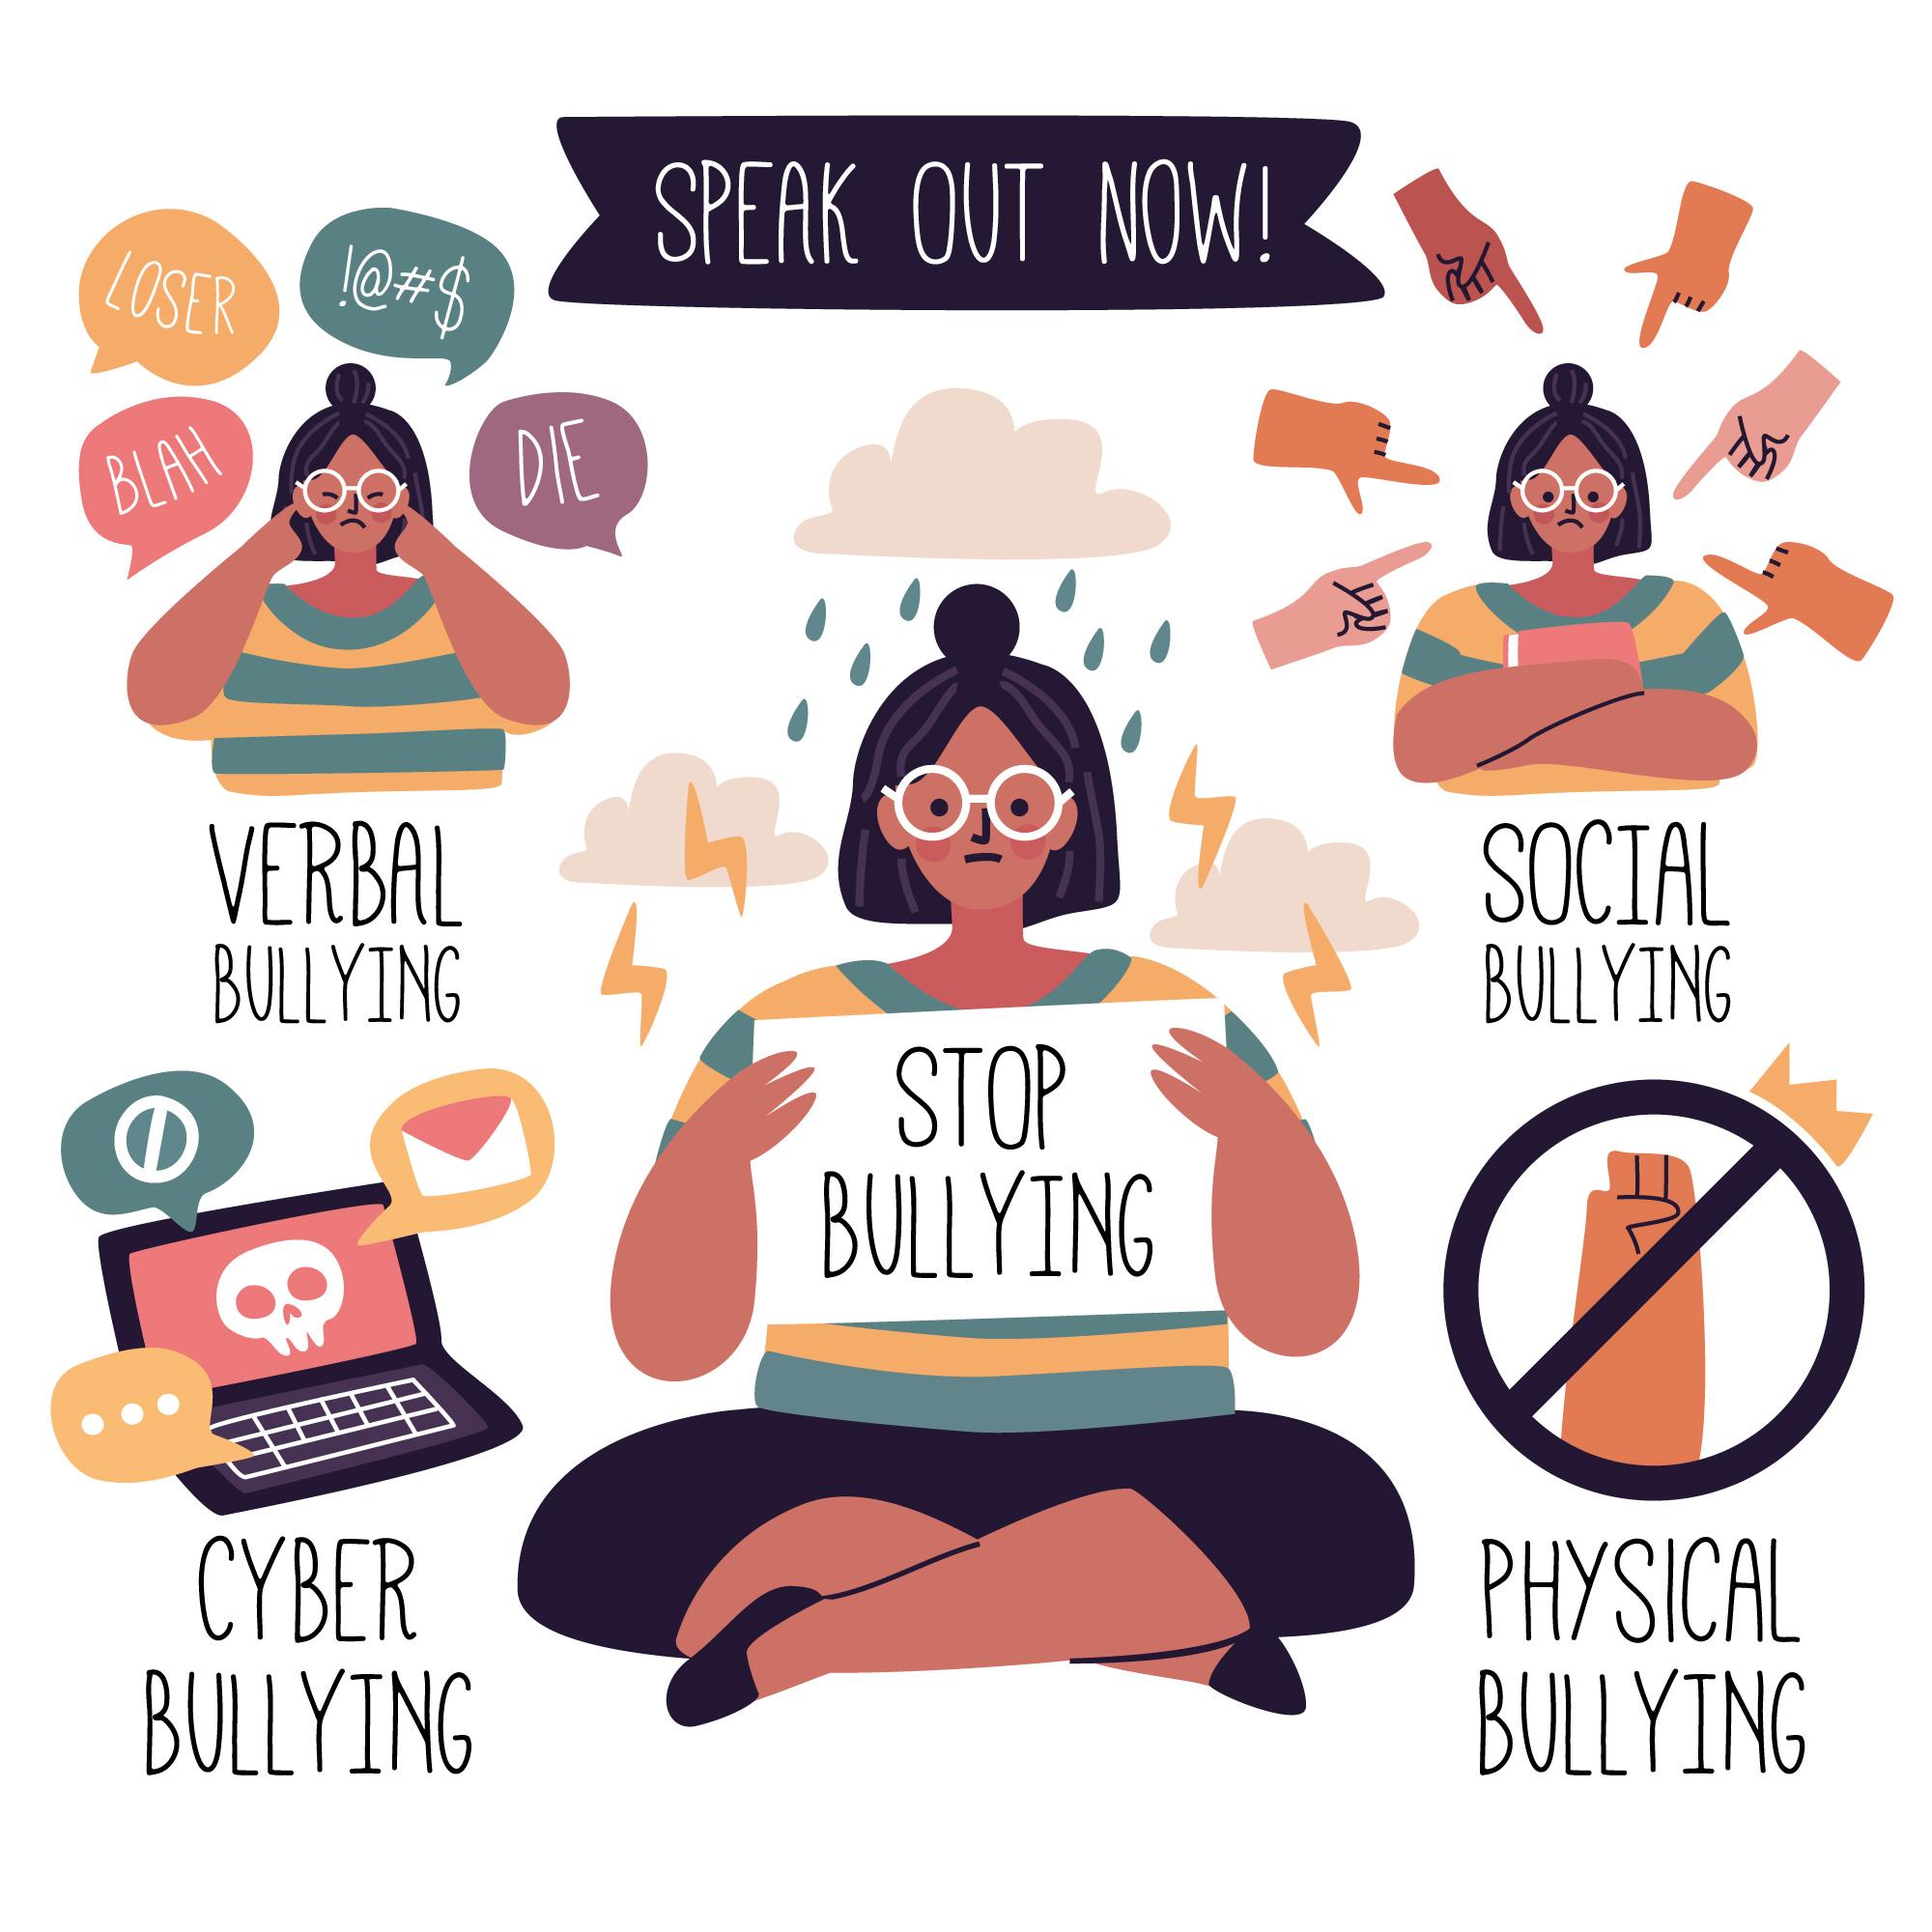 SPEAK OUT NOW!
LOSER
!@#$
BLAH
DIE
VERBAL
BULLYING
SOCIAL
BULLYING
STOP
BULLYING
CYBER
BULLYING
PHYSICAL
BULLYING